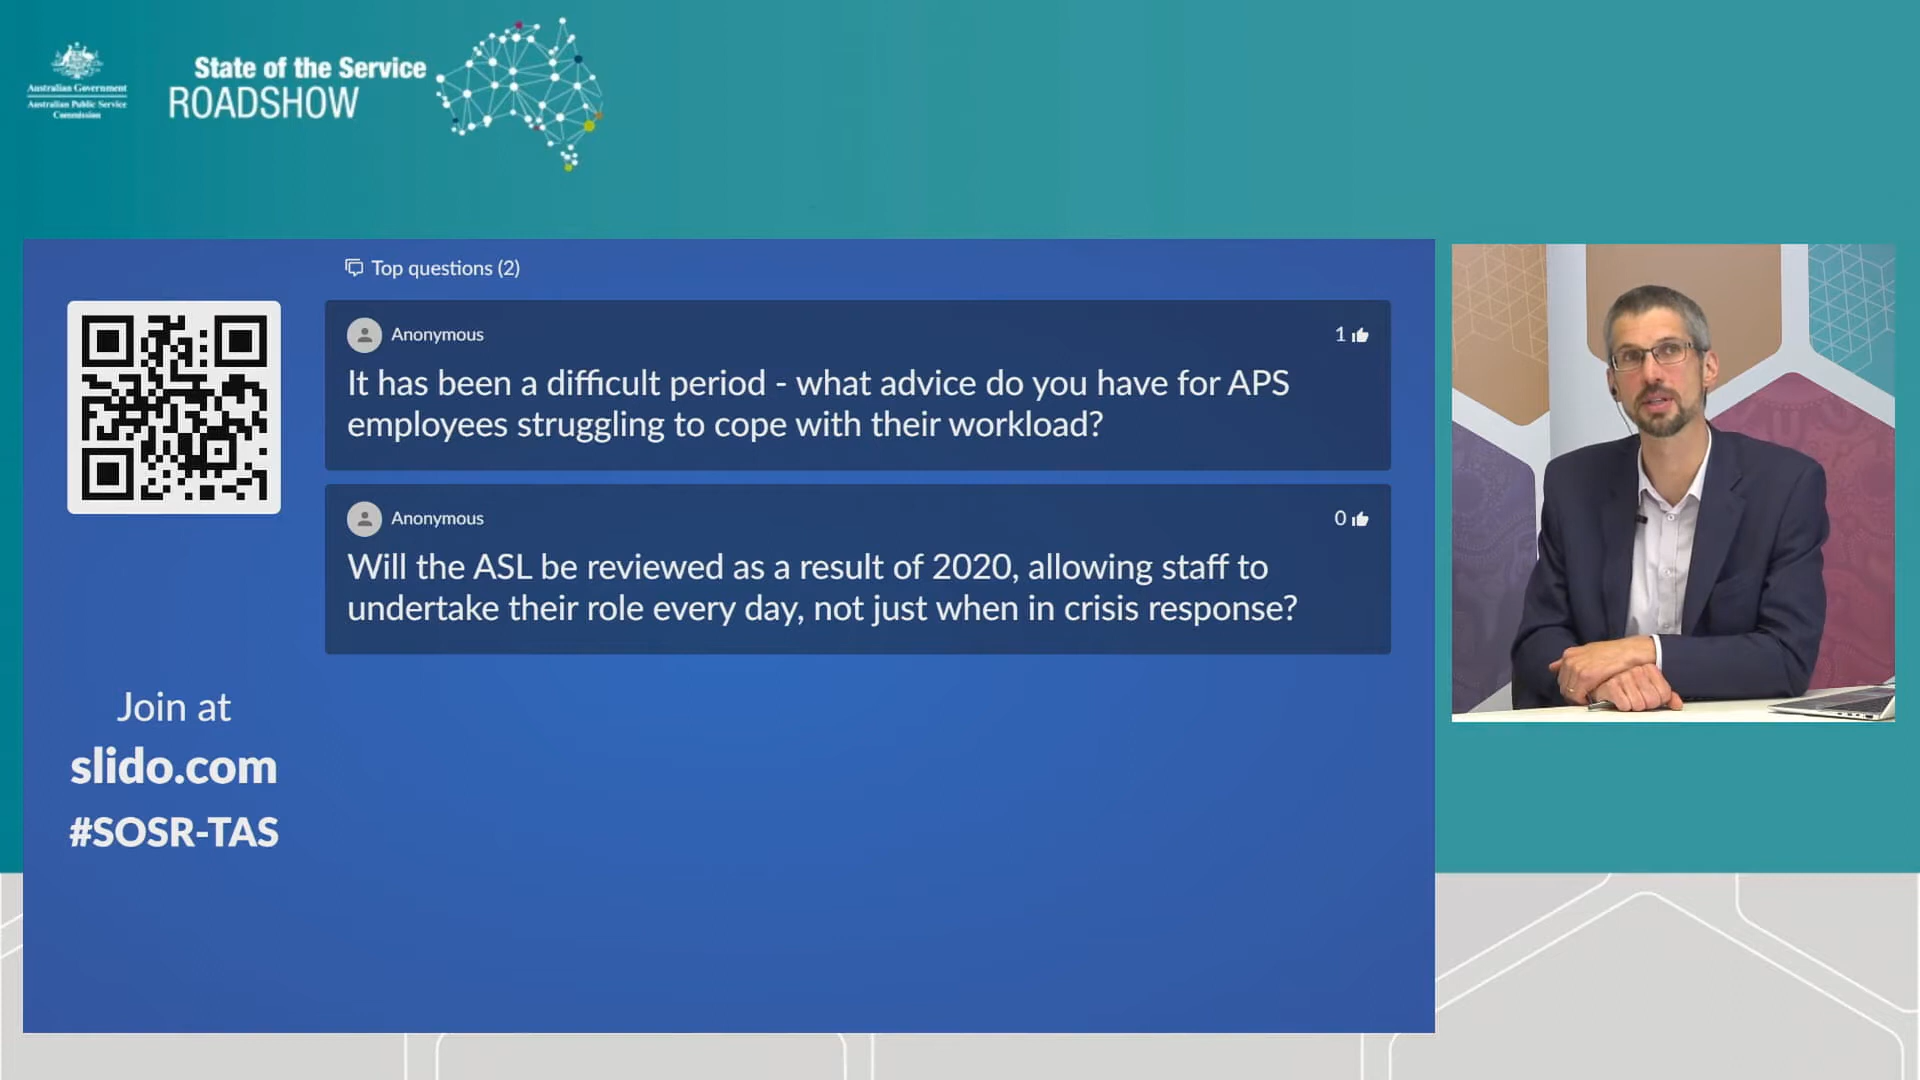 Australian Government
Australian Public Service
Commission
State of the Service
ROADSHOW
Top questions (2)
Anonymous
1
It has been a difficult period - what advice do you have for APS
employees struggling to cope with their workload?
Anonymous
0
Will the ASL be reviewed as a result of 2020, allowing staff to
undertake their role every day, not just when in crisis response?
Join at
slido.com
#SOSR-TAS